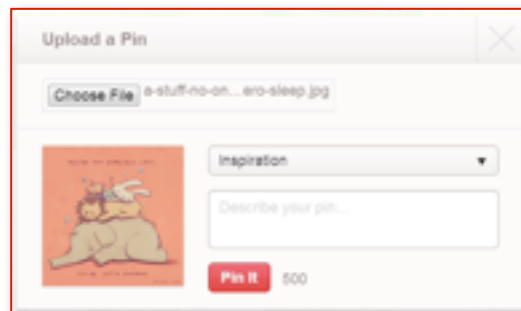 Upload a Pin
Choose File a-stuff-no-on...ero-sleep.jpg
Inspiration
Describe your pin...
Pin It 500